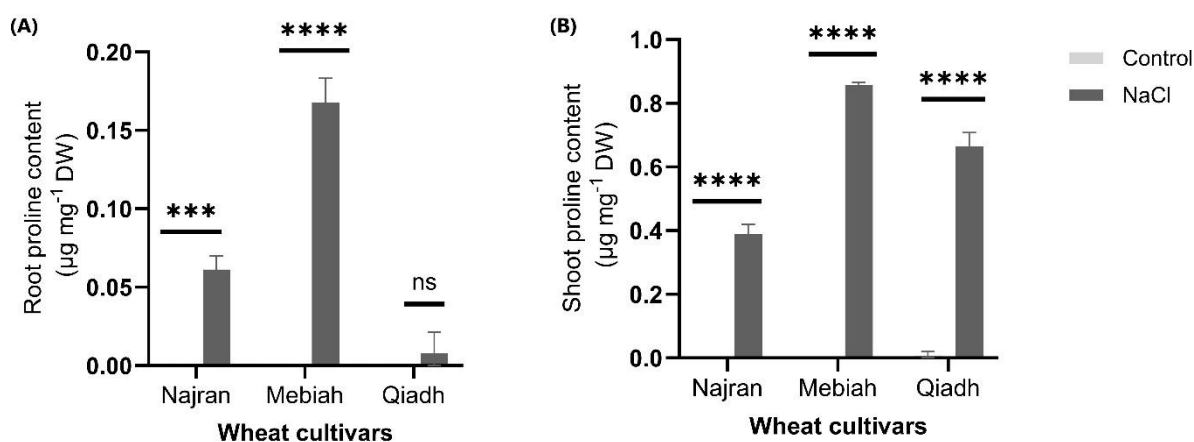 (A)
Root proline content
(µg mg⁻¹ DW)
0.20
0.15
0.10
0.05
0.00
***
****
ns
Najran
Mebiah
Qiadh
Wheat cultivars
(B)
Shoot proline content
(µg mg⁻¹ DW)
1.0
0.8
0.6
0.4
0.2
0.0
****
****
****
Najran
Mebiah
Qiadh
Wheat cultivars
Control
NaCl